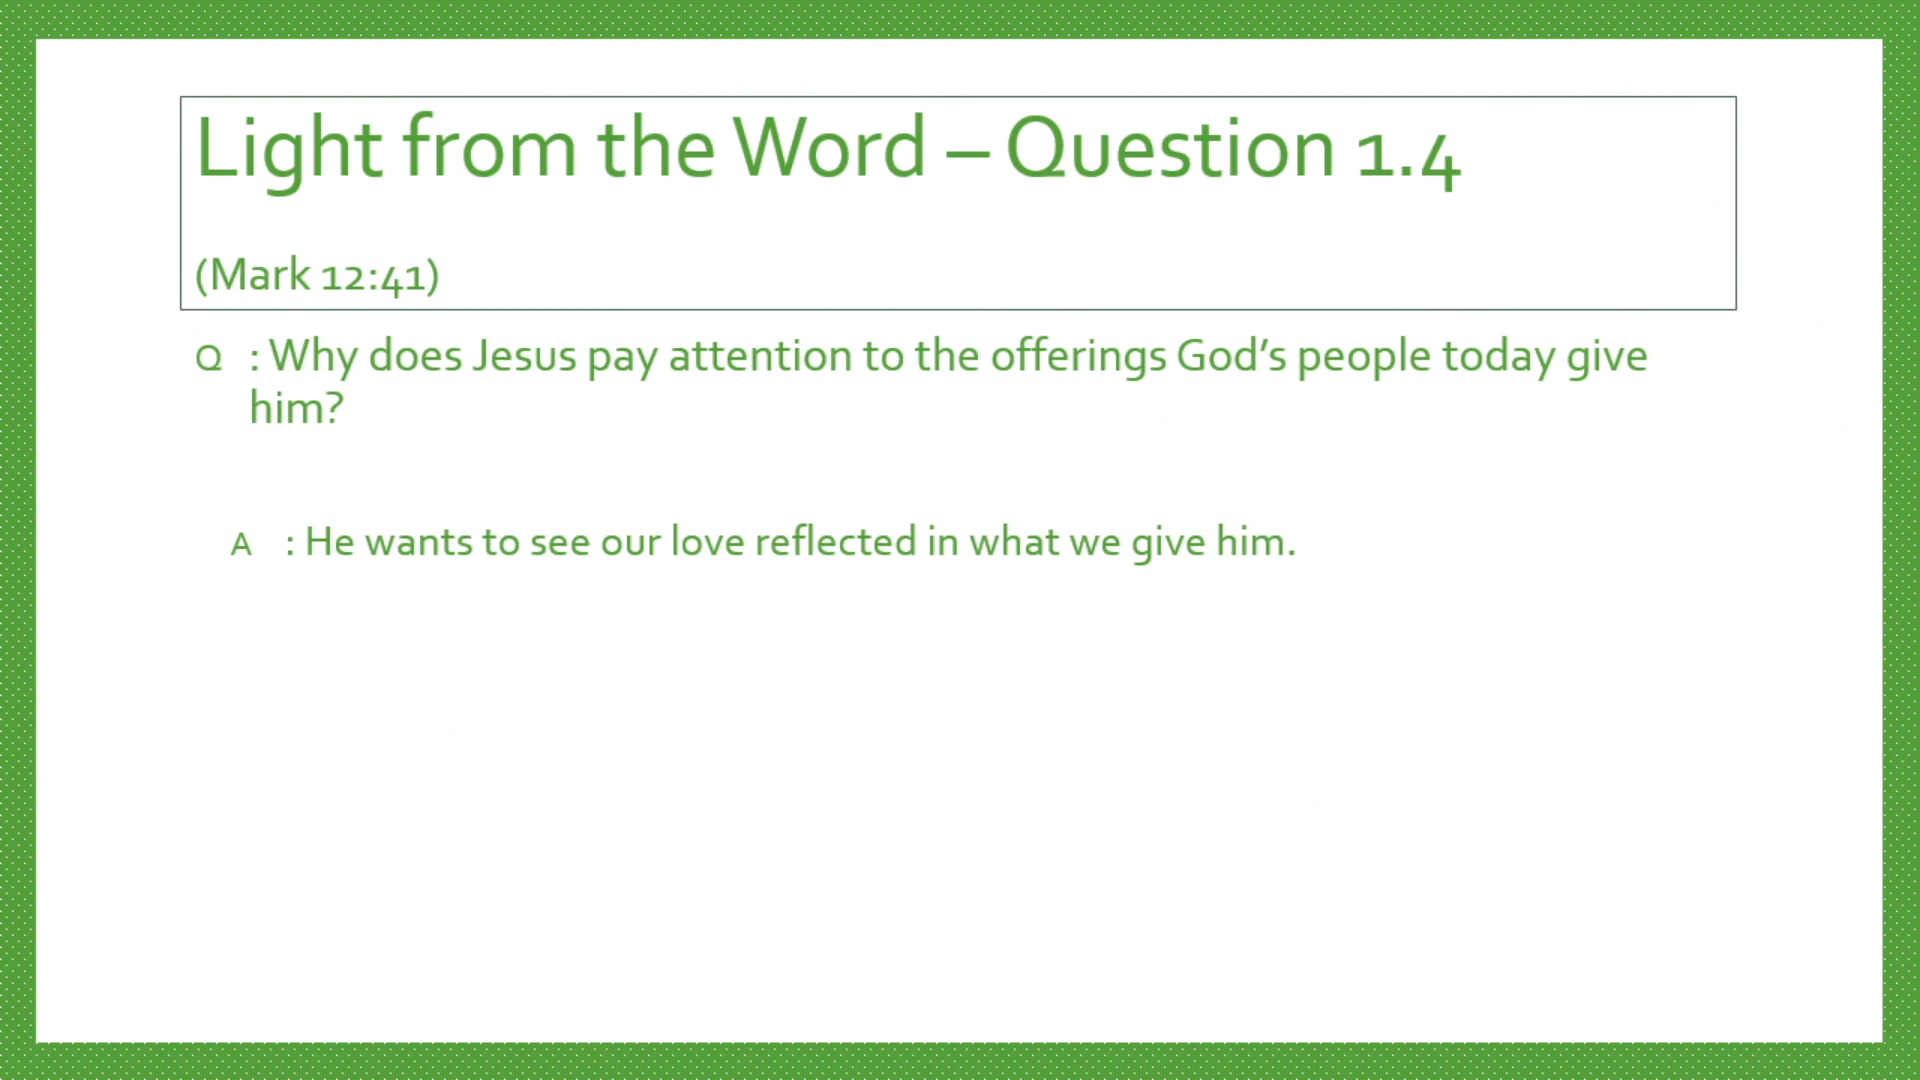 Light from the Word – Question 1.4
(Mark 12:41)
Q : Why does Jesus pay attention to the offerings God’s people today give
him?
A : He wants to see our love reflected in what we give him.